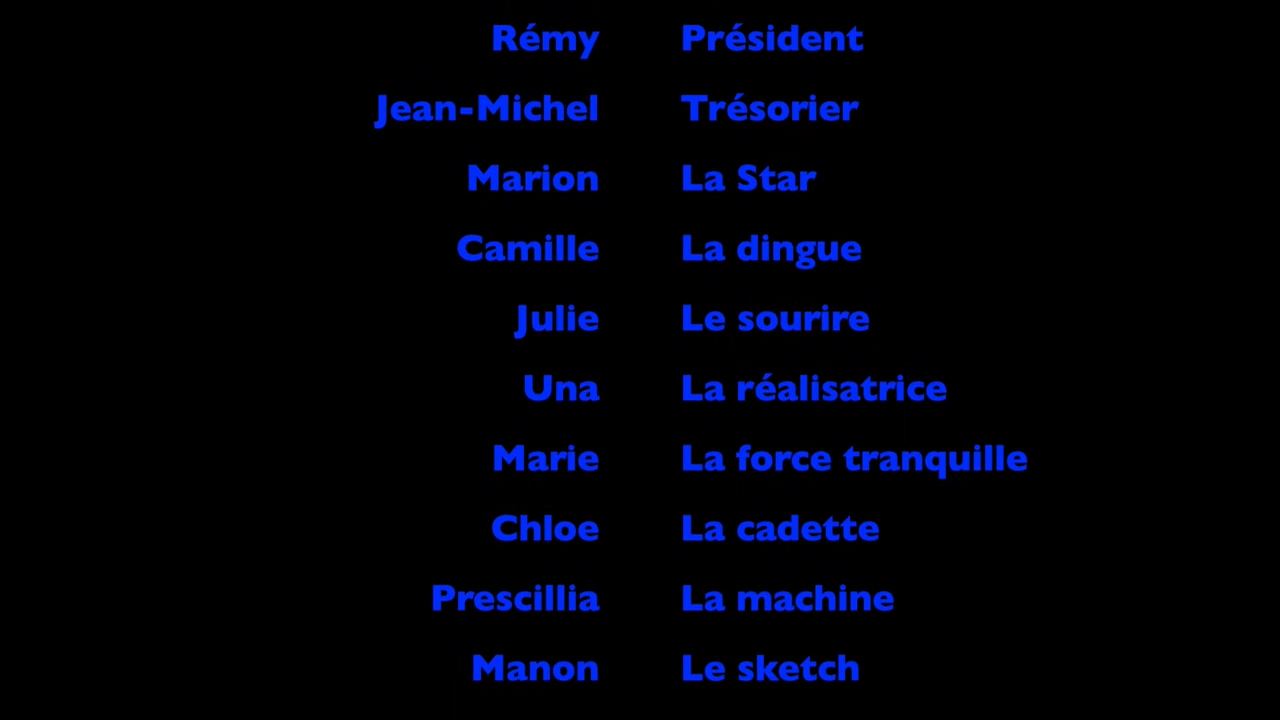 Rémy Président
Jean-Michel Trésorier
Marion La Star
Camille La dingue
Julie Le sourire
Una La réalisatrice
Marie La force tranquille
Chloe La cadette
Prescillia La machine
Manon Le sketch